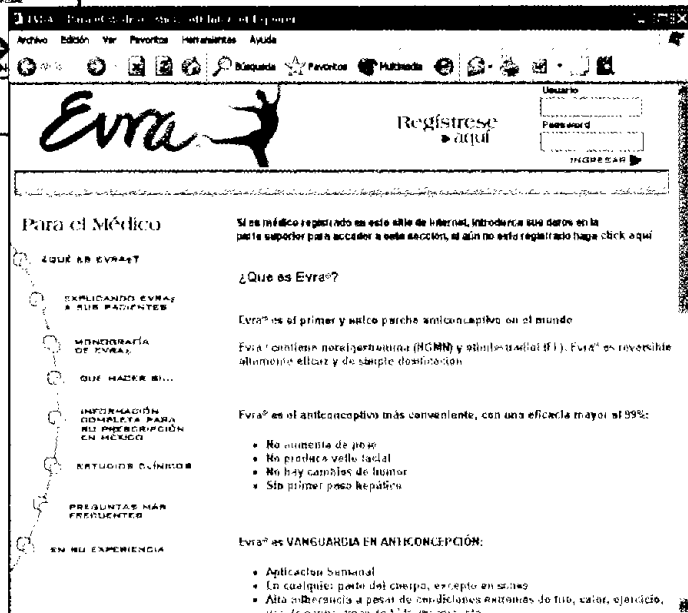 Archivo Edición Ver Favoritos Herramientas Ayuda
Búsqueda Favoritos Multimedia
Evra
Regístrese
aquí
Usuario
Password
INGRESAR
Para el Médico
¿QUÉ ES EVRA?
EXPLICANDO EVRA
A SUS PACIENTES
MONOGRAFÍA
DE EVRA
QUÉ HACER SI...
INFORMACIÓN
COMPLETA PARA
SU PRESCRIPCIÓN
EN MÉXICO
ESTUDIOS CLÍNICOS
PREGUNTAS MÁS
FRECUENTES
EN SU EXPERIENCIA
Si es médico registrado en este sitio de Internet, introduzca sus datos en la
parte superior para acceder a esta sección, si aún no está registrado haga click aquí
¿Que es Evra®?
Evra® es el primer y unico parche anticonceptivo en el mundo
Evra® contiene norelgestromina (NGMN) y etinilestradiol (EE). Evra® es reversible
altamente eficaz y de simple dosificación
Evra® es el anticonceptivo más conveniente, con una eficacia mayor al 99%:
No aumenta de peso
No produce vello facial
No hay cambios de humor
Sin primer paso hepático
Evra® es VANGUARDIA EN ANTICONCEPCIÓN:
Aplicación Semanal
En cualquier parte del cuerpo, excepto en senos
Alta adherencia a pesar de condiciones extremas de frío, calor, ejercicio,